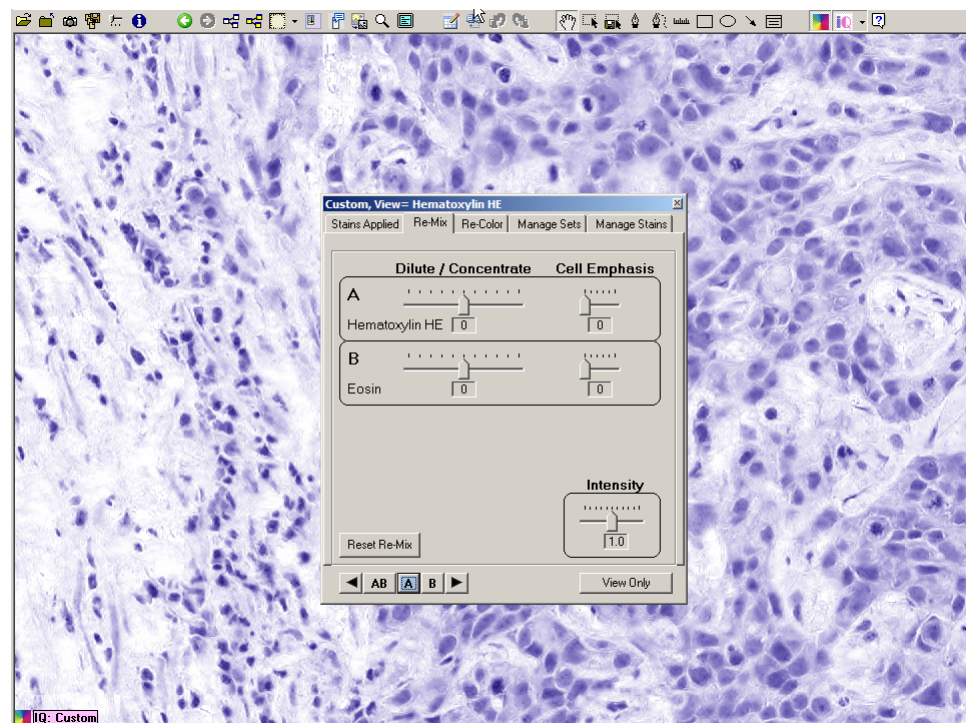 iQ
Custom, View= Hematoxylin HE
Stains Applied Re-Mix Re-Color Manage Sets Manage Stains
Dilute / Concentrate Cell Emphasis
A
Hematoxylin HE 0 0
B
Eosin 0 0
Intensity
1.0
Reset Re-Mix
AB A B View Only
IQ: Custom